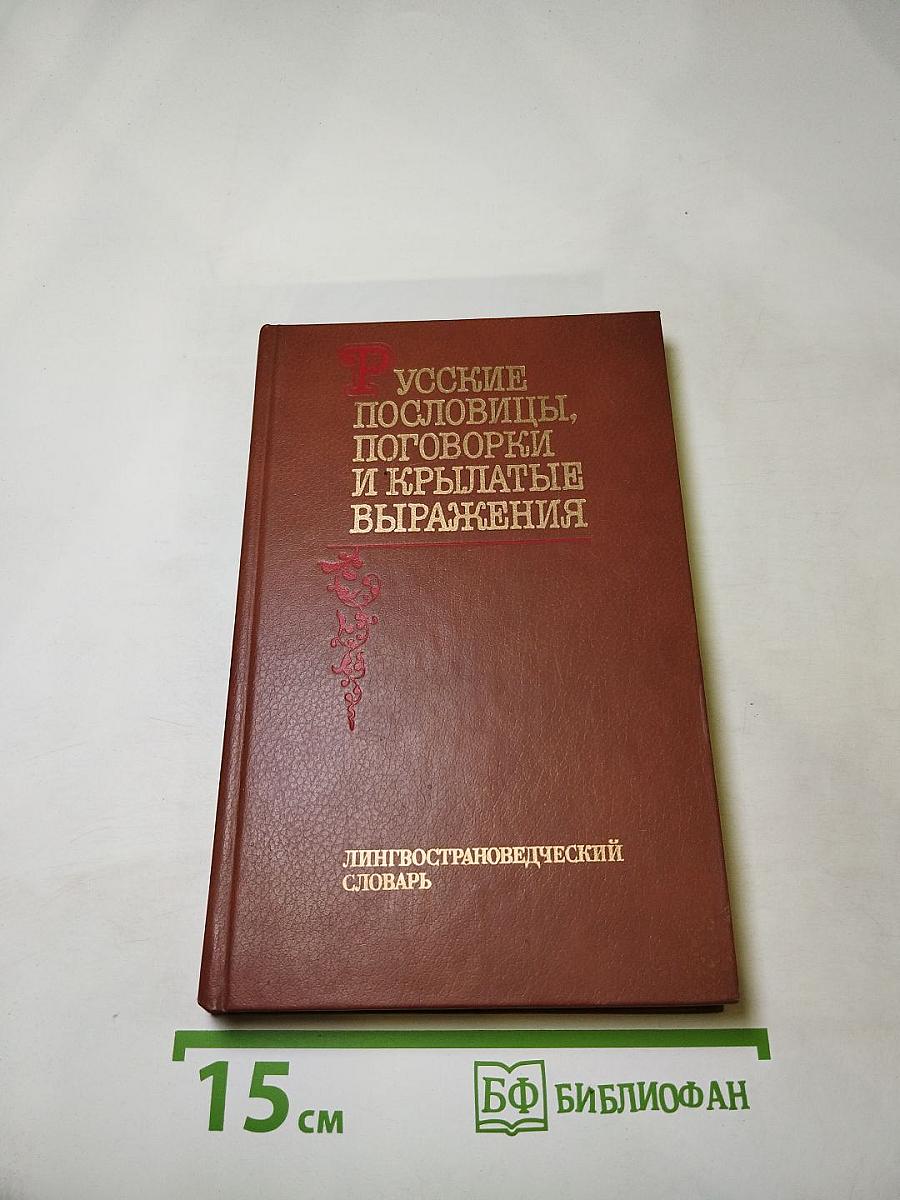 Русские
пословицы,
поговорки
и крылатые
выражения
лингвострановедческий
словарь
15 см
БФ БИБЛИОФАН